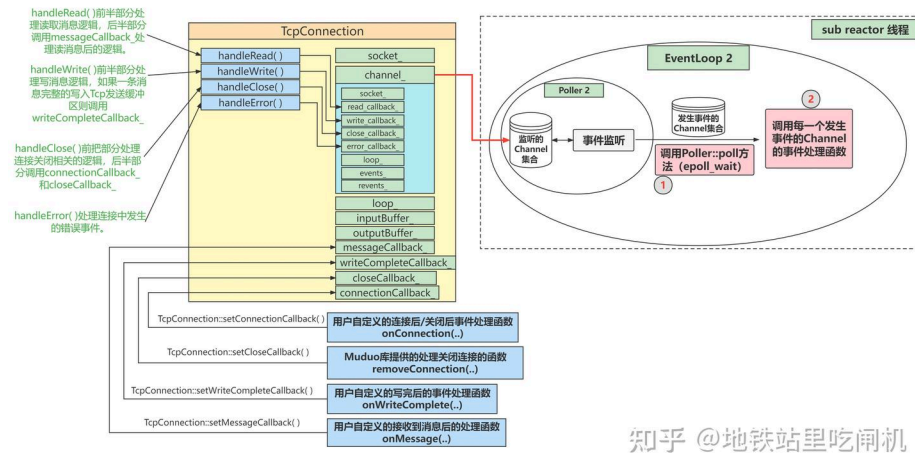 handleRead( )前半部分处
理读取消息逻辑，后半部分
调用messageCallback_处
理读消息后的逻辑。
handleWrite( )前半部分处
理写消息逻辑，如果一条消
息完整的写入Tcp发送缓冲
区则调用
writeCompleteCallback_
handleClose( )前把部分处理
连接关闭相关的逻辑，后半部
分调用connectionCallback_
和closeCallback_
handleError( )处理连接中发生
的错误事件。
TcpConnection
handleRead( )
handleWrite( )
handleClose( )
handleError( )
socket_
channel_
socket_
read_callback_
write_callback
close_callback
error_callback
loop_
events_
revents_
loop_
inputBuffer_
outputBuffer_
messageCallback_
writeCompleteCallback_
closeCallback_
connectionCallback_
TcpConnection::setConnectionCallback( )
用户自定义的连接后/关闭后事件处理函数
onConnection(..)
TcpConnection::setCloseCallback( )
Muduo库提供的处理关闭连接的函数
removeConnection(..)
TcpConnection::setWriteCompleteCallback( )
用户自定义的写完后的事件处理函数
onWriteComplete(..)
TcpConnection::setMessageCallback( )
用户自定义的接收到消息后的处理函数
onMessage(..)
sub reactor 线程
EventLoop 2
Poller 2
监听的
Channel
集合
事件监听
发生事件的
Channel集合
调用Poller::poll方
法（epoll_wait）
1
2
调用每一个发生
事件的Channel
的事件处理函数
知乎 @地铁站里吃闸机